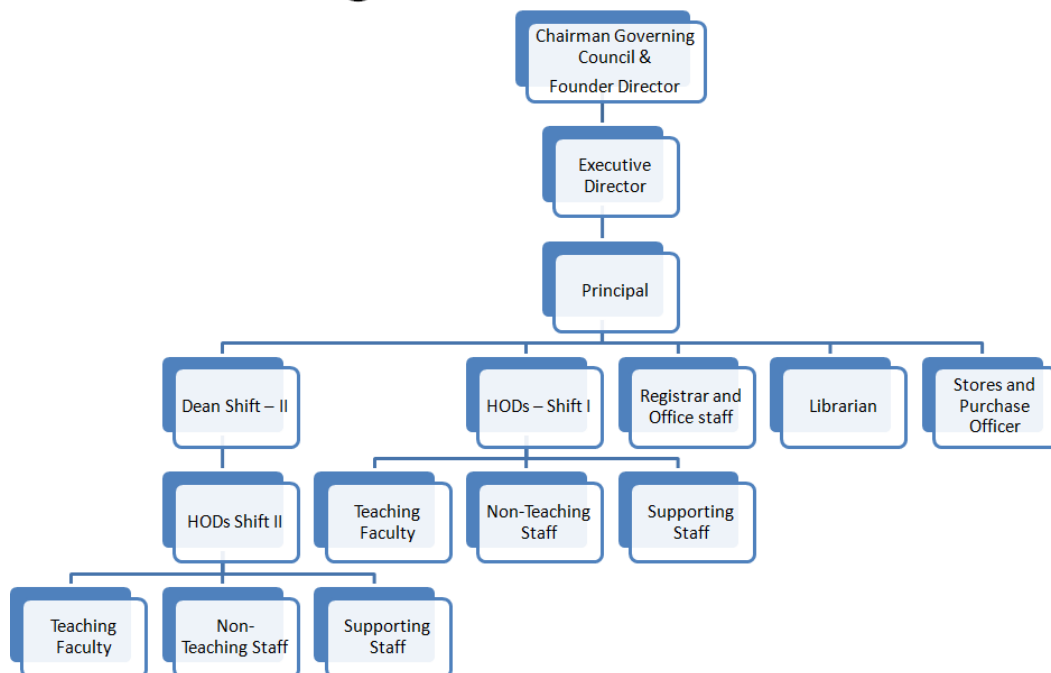 Chairman Governing
Council &
Founder Director
Executive
Director
Principal
Dean Shift – II
HODs – Shift I
Registrar and
Office staff
Librarian
Stores and
Purchase
Officer
HODs Shift II
Teaching
Faculty
Non-Teaching
Staff
Supporting
Staff
Teaching
Faculty
Non-
Teaching Staff
Supporting
Staff